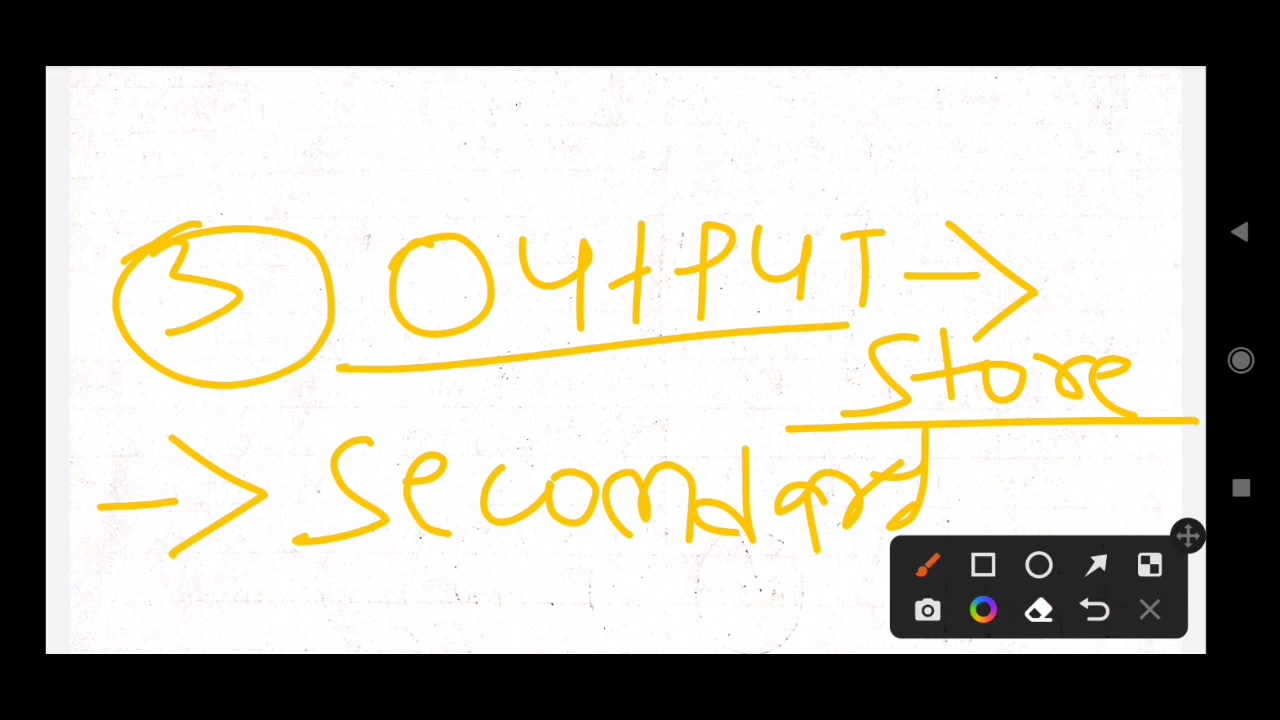 3 OUtPUT →
Store
→ Secondary